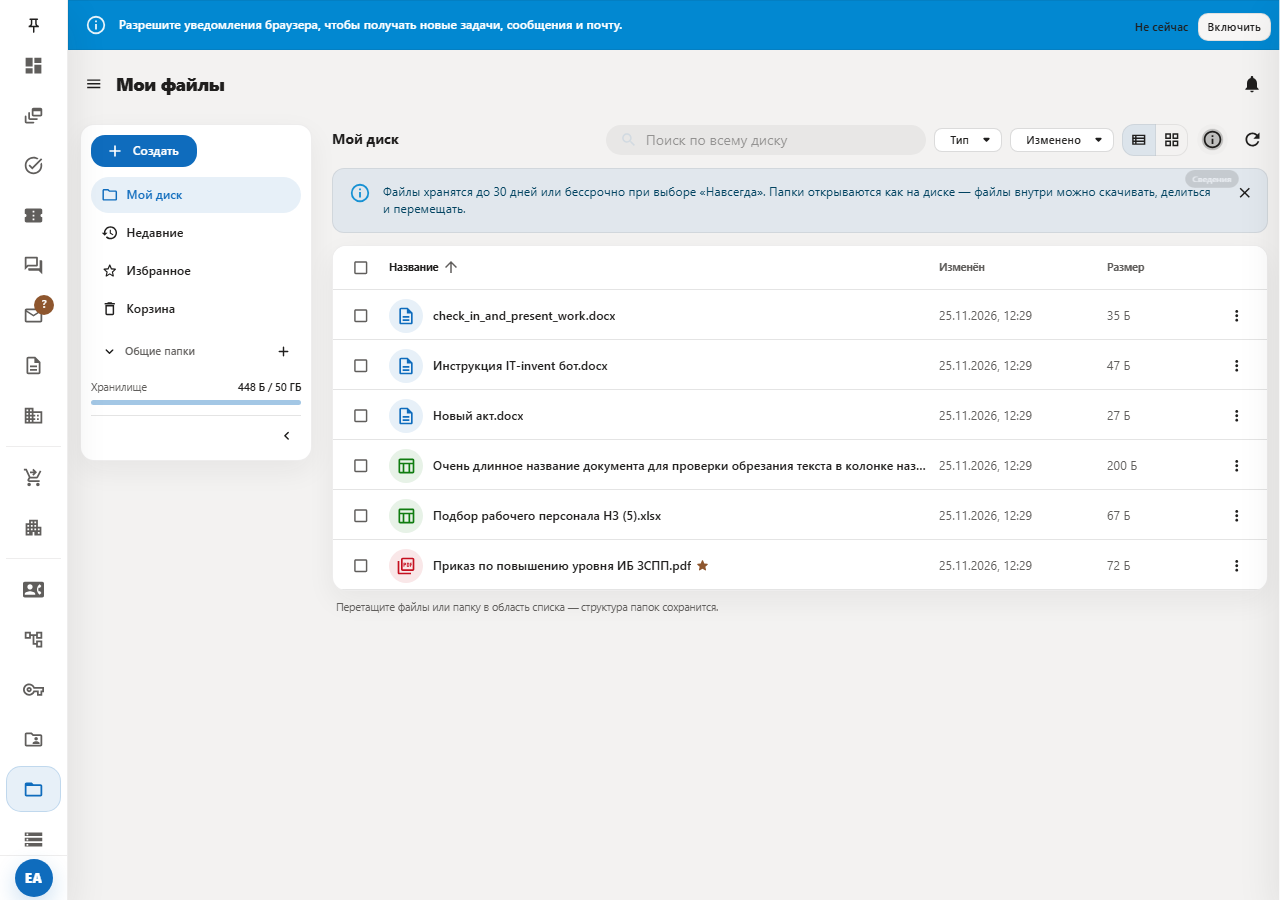 Разрешите уведомления браузера, чтобы получать новые задачи, сообщения и почту.
Не сейчас
Включить
Мои файлы
Создать
Мой диск
Недавние
Избранное
Корзина
Общие папки
Хранилище
448 Б / 50 ГБ
?
EA
Мой диск
Поиск по всему диску
Тип
Изменено
Сведения
Файлы хранятся до 30 дней или бессрочно при выборе «Навсегда». Папки открываются как на диске — файлы внутри можно скачивать, делиться
и перемещать.
Название
Изменён
Размер
check_in_and_present_work.docx
25.11.2026, 12:29
35 Б
Инструкция IT-invent бот.docx
25.11.2026, 12:29
47 Б
Новый акт.docx
25.11.2026, 12:29
27 Б
Очень длинное название документа для проверки обрезания текста в колонке наз...
25.11.2026, 12:29
200 Б
Подбор рабочего персонала НЗ (5).xlsx
25.11.2026, 12:29
67 Б
PDF
Приказ по повышению уровня ИБ ЗСПП.pdf
25.11.2026, 12:29
72 Б
Перетащите файлы или папку в область списка — структура папок сохранится.